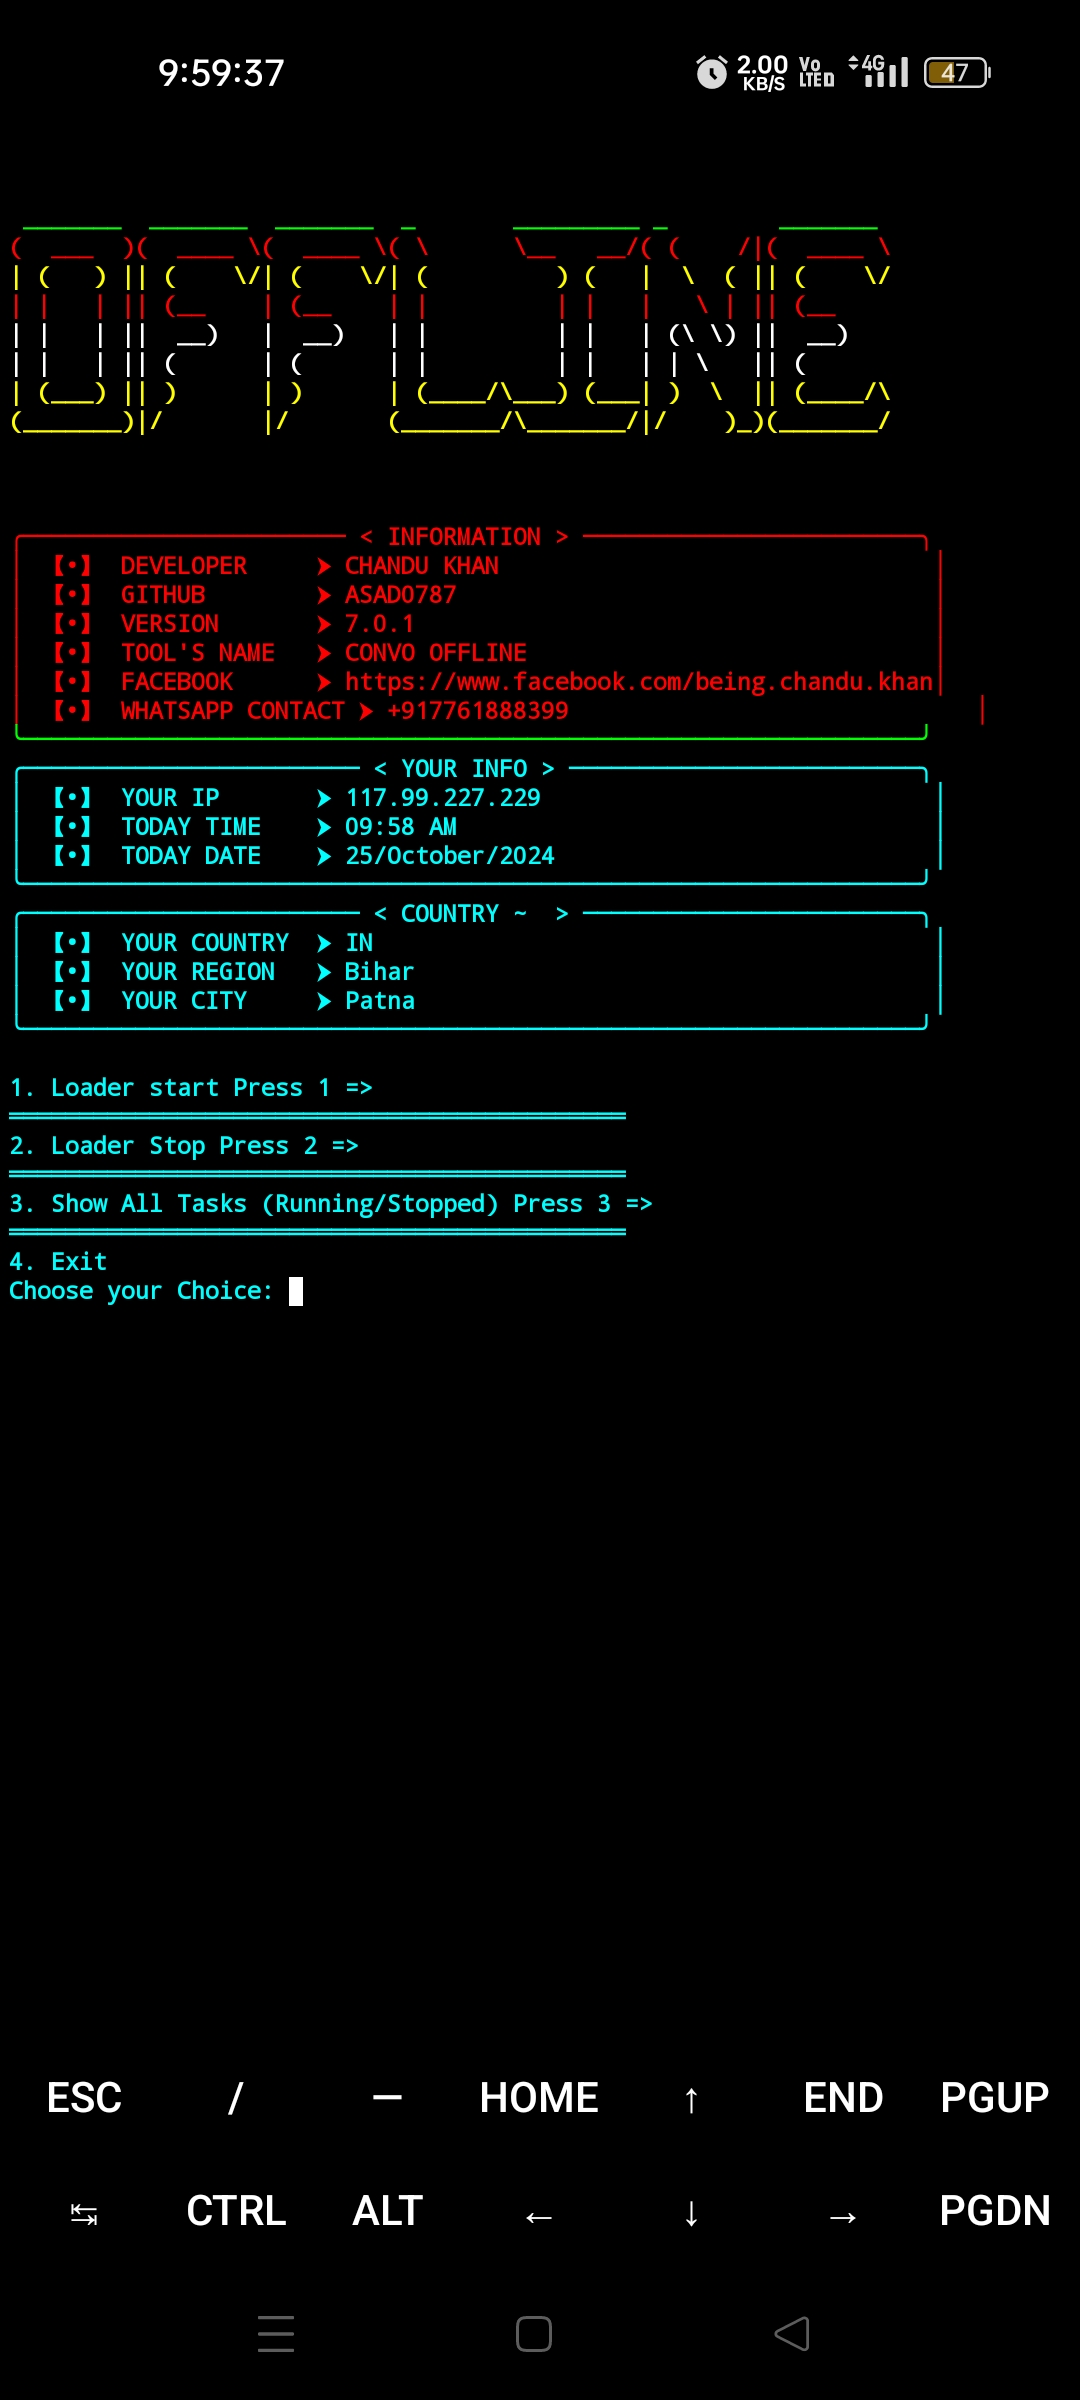 9:59:37 2.00 KB/S Vo LTE D 4G 47
OFFLINE
< INFORMATION >
【•】 DEVELOPER ➤ CHANDU KHAN
【•】 GITHUB ➤ ASAD0787
【•】 VERSION ➤ 7.0.1
【•】 TOOL'S NAME ➤ CONVO OFFLINE
【•】 FACEBOOK ➤ https://www.facebook.com/being.chandu.khan
【•】 WHATSAPP CONTACT ➤ +917761888399
< YOUR INFO >
【•】 YOUR IP ➤ 117.99.227.229
【•】 TODAY TIME ➤ 09:58 AM
【•】 TODAY DATE ➤ 25/October/2024
< COUNTRY ~ >
【•】 YOUR COUNTRY ➤ IN
【•】 YOUR REGION ➤ Bihar
【•】 YOUR CITY ➤ Patna
1. Loader start Press 1 =>
2. Loader Stop Press 2 =>
3. Show All Tasks (Running/Stopped) Press 3 =>
4. Exit
Choose your Choice:
ESC / — HOME ↑ END PGUP
↹ CTRL ALT ← ↓ → PGDN